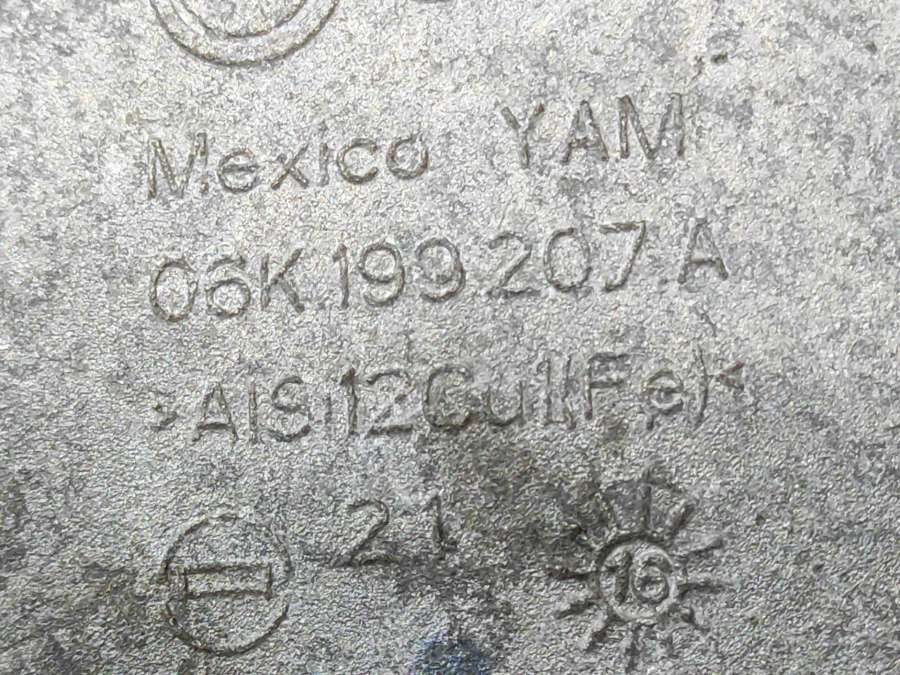 Mexico YAM
06K.199.207.A
>AlSi12Cu1(Fe)<
21
16